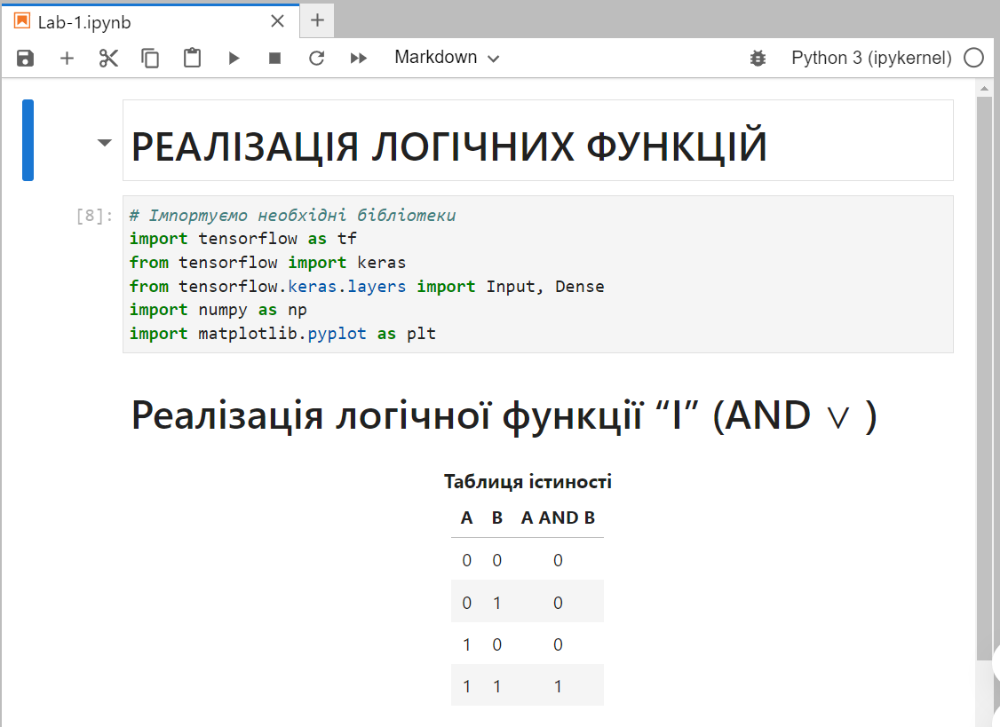 Lab-1.ipynb
Markdown
Python 3 (ipykernel)
РЕАЛІЗАЦІЯ ЛОГІЧНИХ ФУНКЦІЙ
[8]:
# Імпортуємо необхідні бібліотеки
import tensorflow as tf
from tensorflow import keras
from tensorflow.keras.layers import Input, Dense
import numpy as np
import matplotlib.pyplot as plt
Реалізація логічної функції “І” (AND ∨ )
Таблиця істиності
A B A AND B
0 0 0
0 1 0
1 0 0
1 1 1